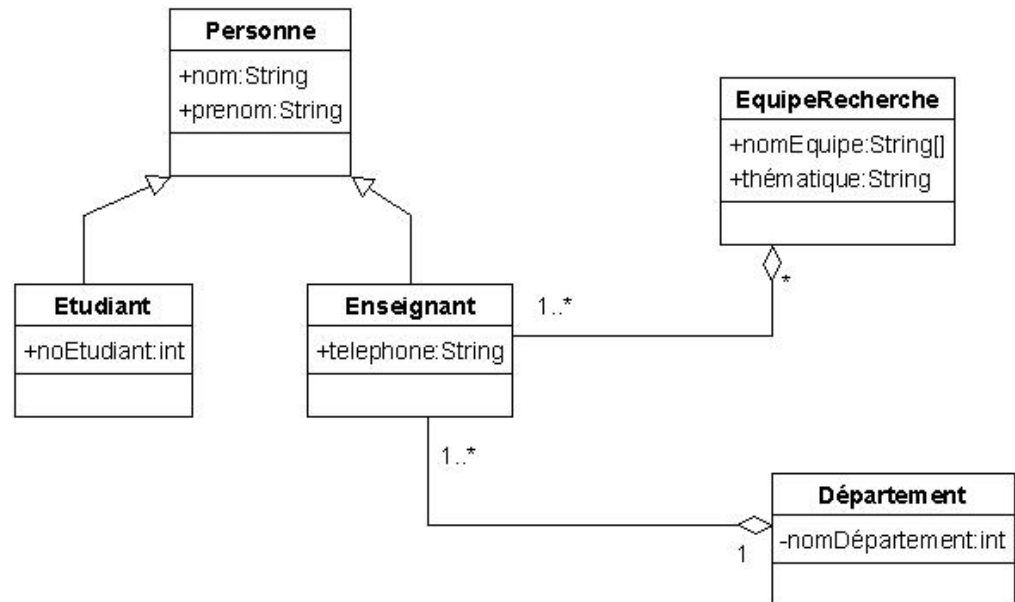 Personne
+nom:String
+prenom:String
EquipeRecherche
+nomEquipe:String[]
+thématique:String
*
Etudiant
+noEtudiant:int
Enseignant
+telephone:String
1..*
1..*
Département
-nomDépartement:int
1